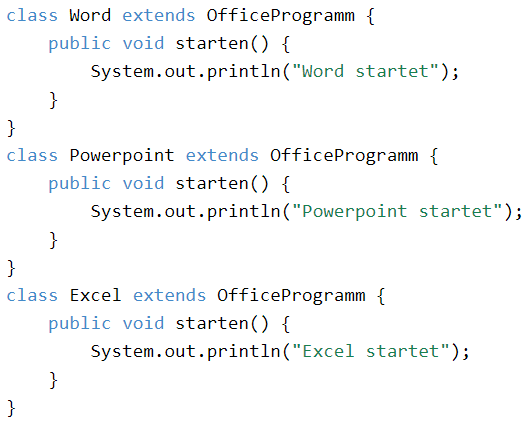 class Word extends OfficeProgramm {
    public void starten() {
        System.out.println("Word startet");
    }
}
class Powerpoint extends OfficeProgramm {
    public void starten() {
        System.out.println("Powerpoint startet");
    }
}
class Excel extends OfficeProgramm {
    public void starten() {
        System.out.println("Excel startet");
    }
}